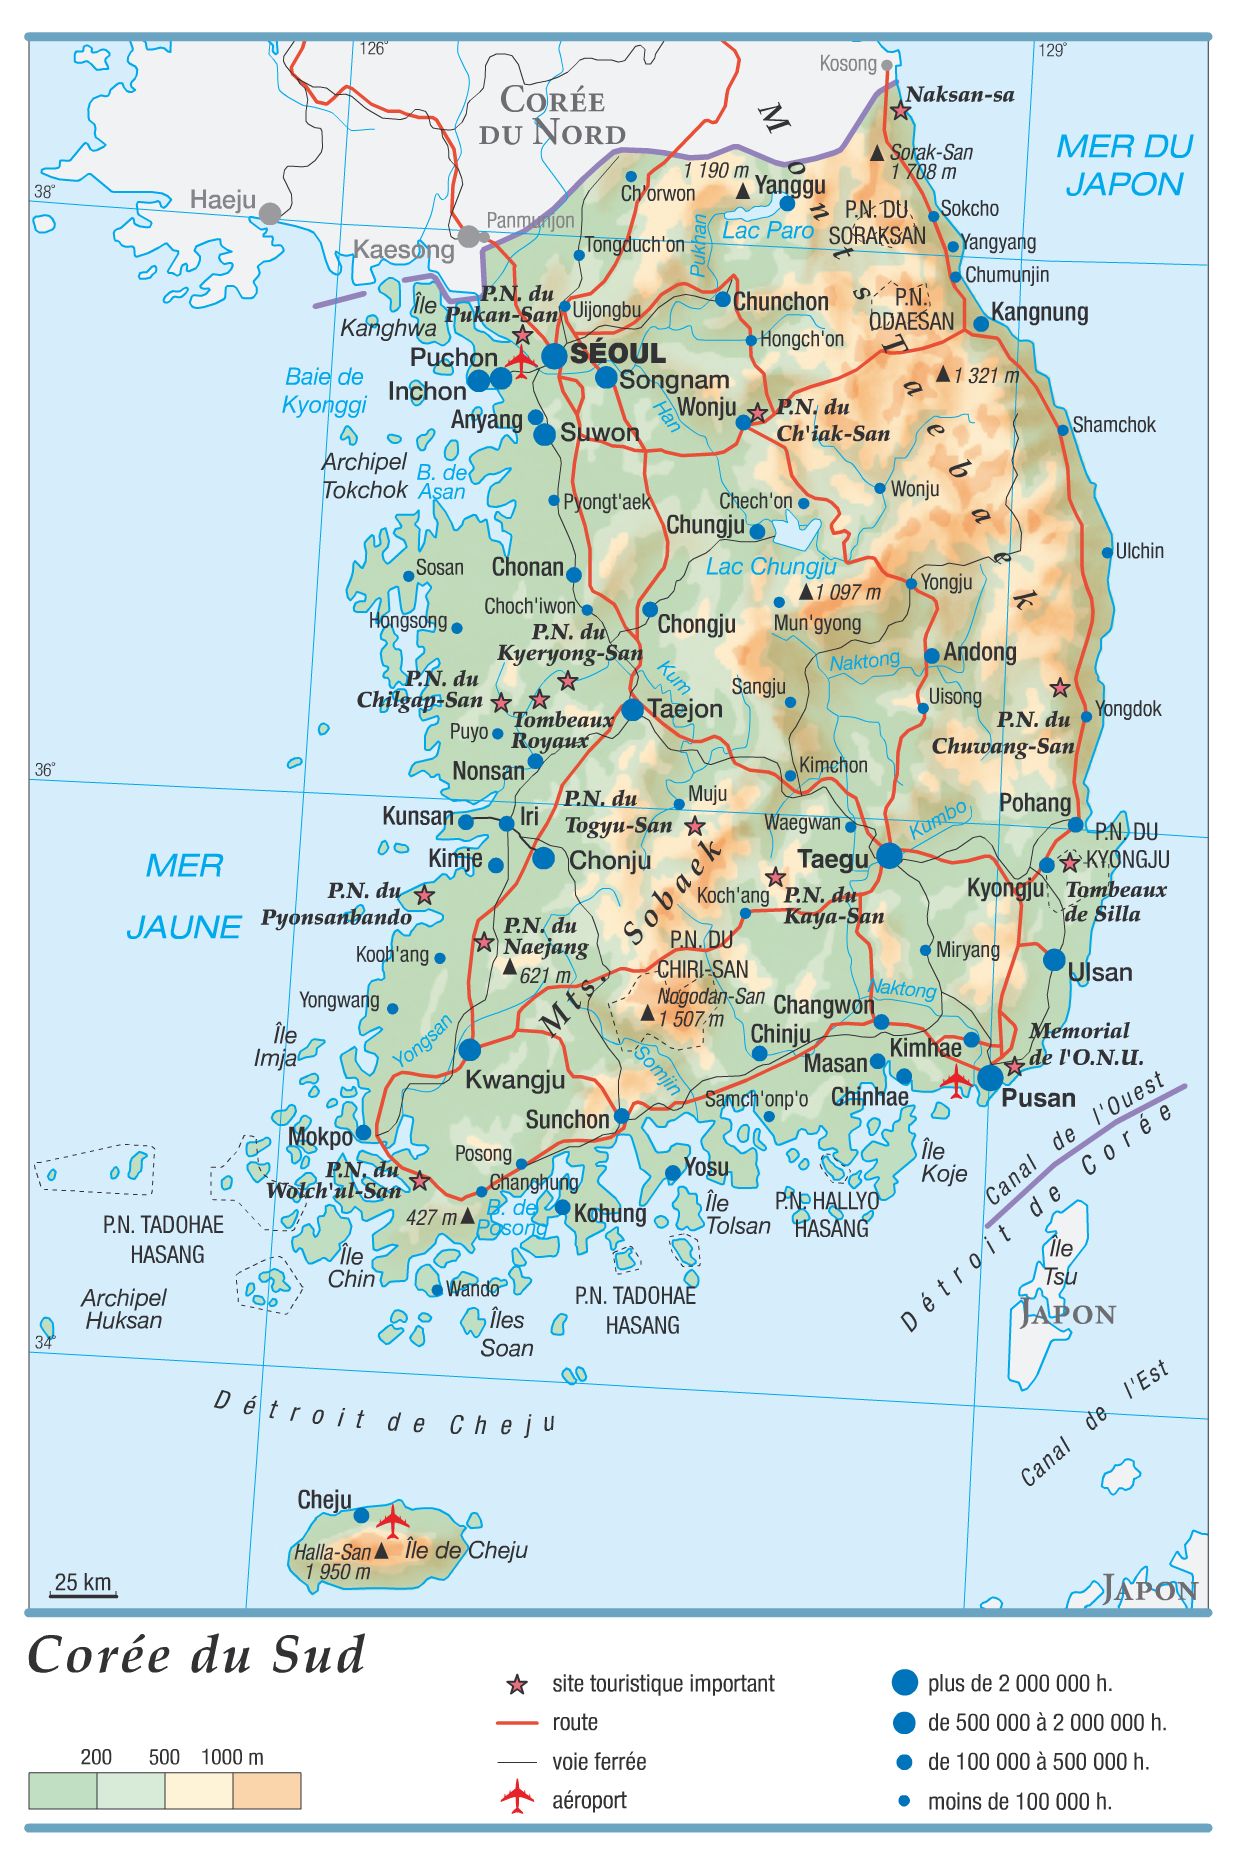 126°
129°
Kosong
CORÉE
DU NORD
Naksan-sa
MER DU
JAPON
Sorak-San
1 708 m
38°
Haeju
Panmunjon
Kaesong
Ch'orwon
1 190 m
Yanggu
Lac Paro
Pukhan
P.N. DU
SORAKSAN
Sokcho
Yangyang
Chumunjin
Tongduch'on
Île
Kanghwa
P.N. du
Pukan-San
Uijongbu
Chunchon
P.N.
ODAESAN
Kangnung
Hongch'on
Monts Taebaek
Puchon
SÉOUL
Inchon
Songnam
Baie de
Kyonggi
Anyang
Suwon
Han
Wonju
P.N. du
Ch'iak-San
1 321 m
Shamchok
Archipel
Tokchok
B. de
Asan
Pyongt'aek
Chech'on
Wonju
Chungju
Lac Chungju
Ulchin
Sosan
Chonan
Choch'iwon
Hongsong
Chongju
1 097 m
Mun'gyong
Yongju
P.N. du
Kyeryong-San
Andong
Naktong
P.N. du
Chilgap-San
Kum
Sangju
Uisong
Tombeaux
Royaux
Taejon
P.N. du
Chuwang-San
Yongdok
Puyo
Nonsan
36°
Kimchon
Kunsan
Iri
P.N. du
Togyu-San
Muju
Waegwan
Kumbo
Pohang
P.N. DU
KYONGJU
Kimje
Chonju
Taegu
MER
JAUNE
P.N. du
Pyonsanbando
Mts. Sobaek
Koch'ang
P.N. du
Kaya-San
Kyongju
Tombeaux
de Silla
P.N. du
Naejang
621 m
Kooh'ang
P.N. DU
CHIRI-SAN
Miryang
Ulsan
Yongwang
Nogodan-San
1 507 m
Naktong
Changwon
Île
Imja
Yongsan
Chinju
Kimhae
Memorial
de l'O.N.U.
Masan
Kwangju
Somjin
Samch'onp'o
Chinhae
Pusan
Sunchon
Mokpo
Canal de l'Ouest
Détroit de Corée
Posong
Changhung
Yosu
Île
Koje
P.N. du
Wolch'ul-San
427 m
B. de
Posong
Kohung
Île
Tolsan
P.N. HALLYO
HASANG
P.N. TADOHAE
HASANG
Île
Chin
Île
Tsu
JAPON
Archipel
Huksan
Wando
Îles
Soan
P.N. TADOHAE
HASANG
34°
Détroit de Cheju
Canal de l'Est
Cheju
Halla-San
1 950 m
Île de Cheju
25 km
JAPON
Corée du Sud
200 500 1000 m
site touristique important
route
voie ferrée
aéroport
plus de 2 000 000 h.
de 500 000 à 2 000 000 h.
de 100 000 à 500 000 h.
moins de 100 000 h.